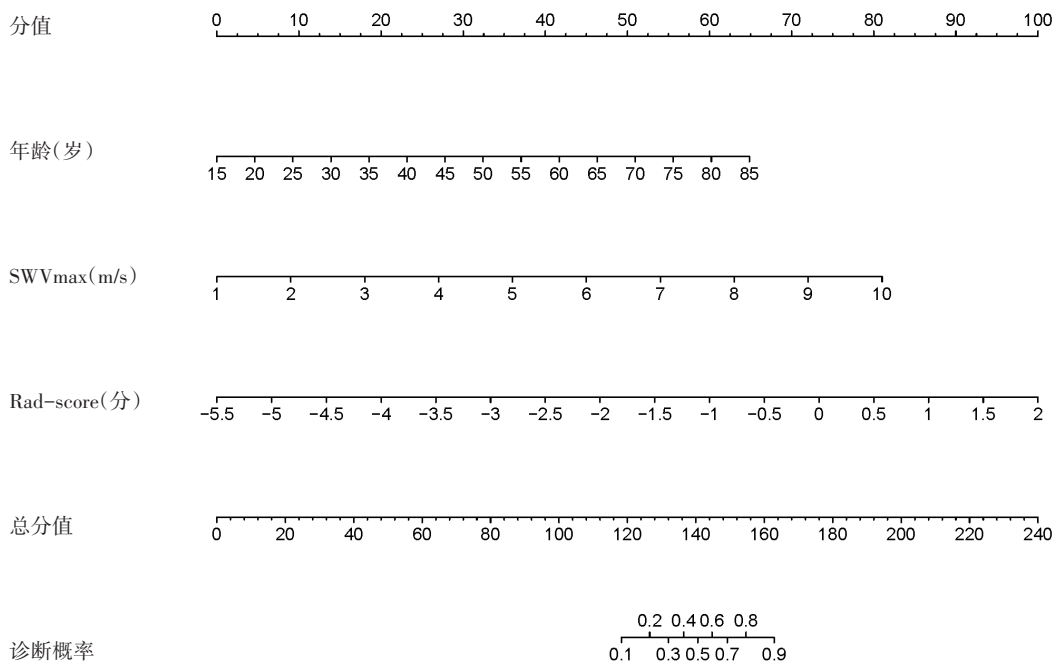 分值 0 10 20 30 40 50 60 70 80 90 100
年龄(岁)
15 20 25 30 35 40 45 50 55 60 65 70 75 80 85
SWVmax(m/s)
1 2 3 4 5 6 7 8 9 10
Rad-score(分)
-5.5 -5 -4.5 -4 -3.5 -3 -2.5 -2 -1.5 -1 -0.5 0 0.5 1 1.5 2
总分值
0 20 40 60 80 100 120 140 160 180 200 220 240
0.2 0.4 0.6 0.8
诊断概率 0.1 0.3 0.5 0.7 0.9